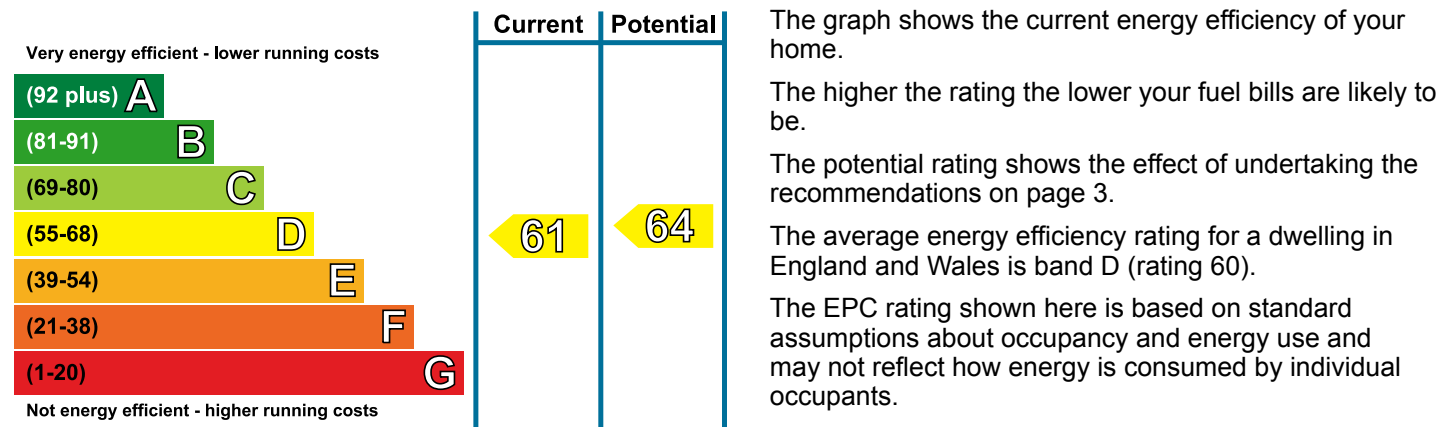 Current Potential
Very energy efficient - lower running costs
(92 plus) A
(81-91) B
(69-80) C
(55-68) D
(39-54) E
(21-38) F
(1-20) G
Not energy efficient - higher running costs
61 64
The graph shows the current energy efficiency of your
home.
The higher the rating the lower your fuel bills are likely to
be.
The potential rating shows the effect of undertaking the
recommendations on page 3.
The average energy efficiency rating for a dwelling in
England and Wales is band D (rating 60).
The EPC rating shown here is based on standard
assumptions about occupancy and energy use and
may not reflect how energy is consumed by individual
occupants.